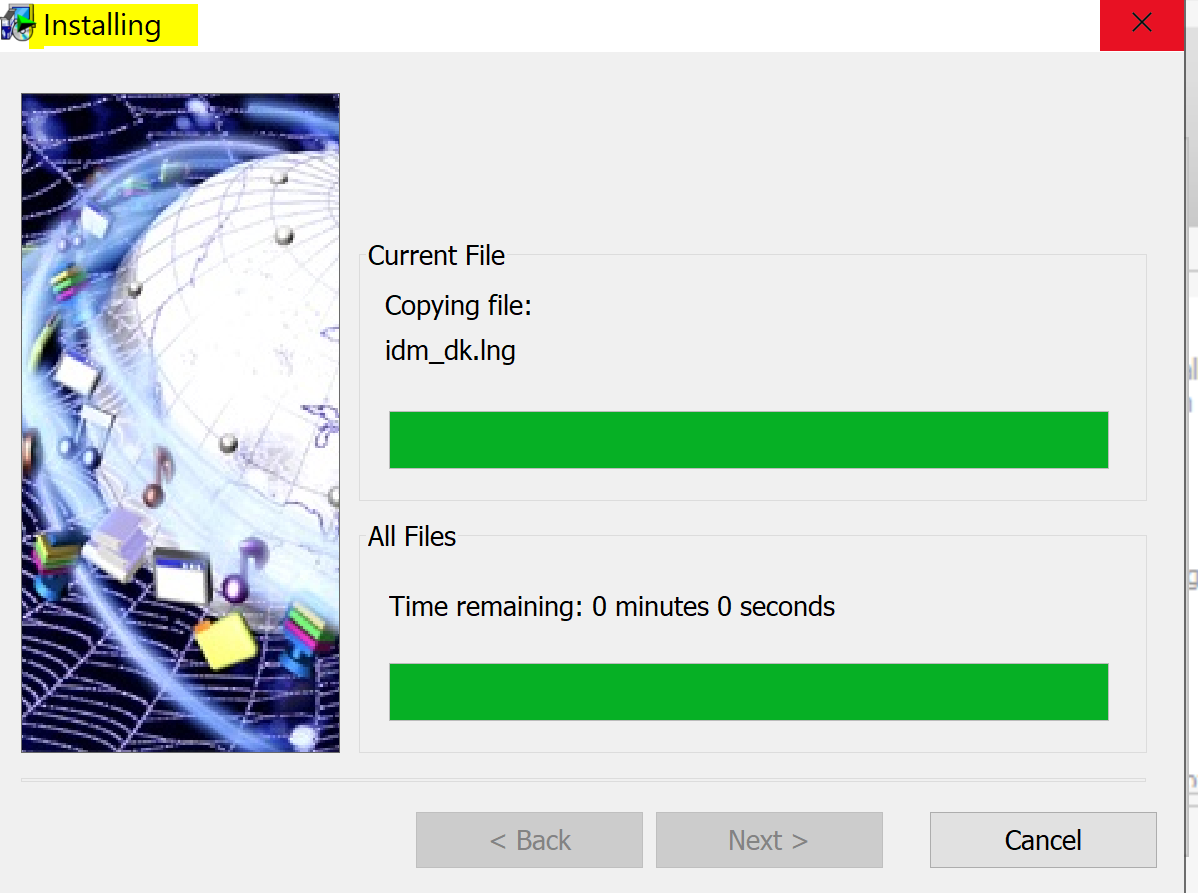 Installing
Current File
Copying file:
idm_dk.lng
All Files
Time remaining: 0 minutes 0 seconds
< Back
Next >
Cancel